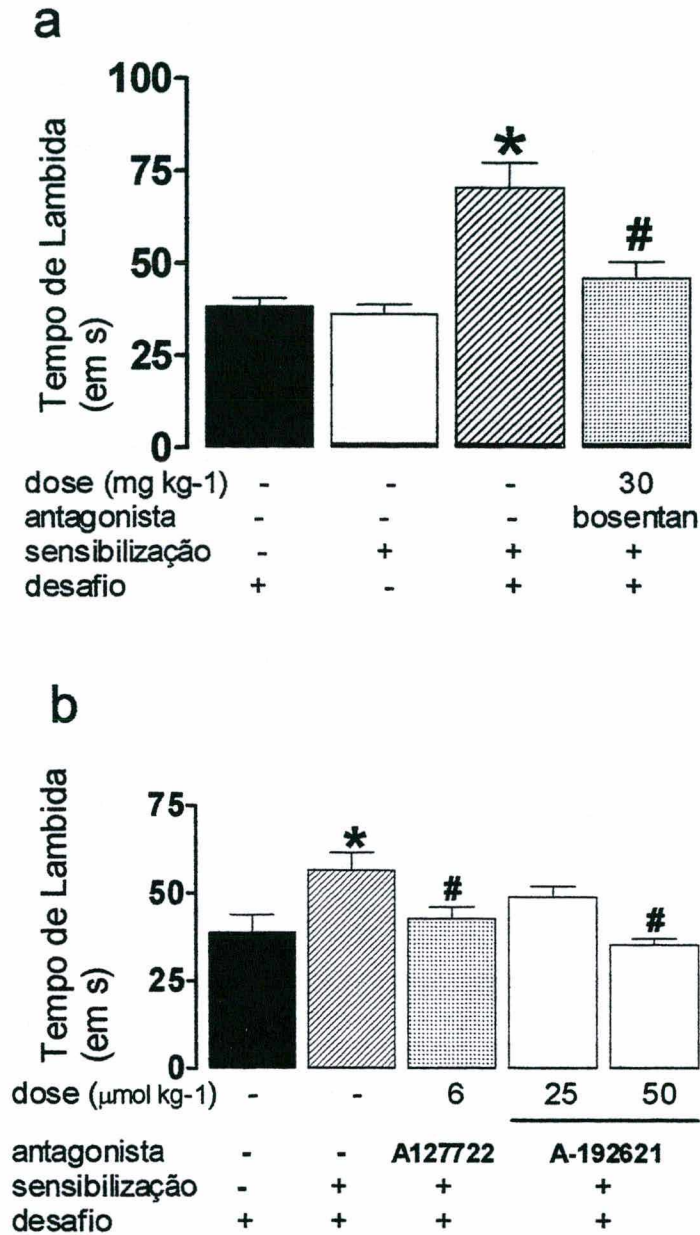 a
Tempo de Lambida
(em s)
100
75
50
25
0
*
#
dose (mg kg-1) - - - 30
antagonista - - - bosentan
sensibilização - + + +
desafio + - + +
b
Tempo de Lambida
(em s)
75
50
25
0
*
#
#
dose (µmol kg-1) - - 6 25 50
antagonista - - A127722 A-192621
sensibilização - + + +
desafio + + + +